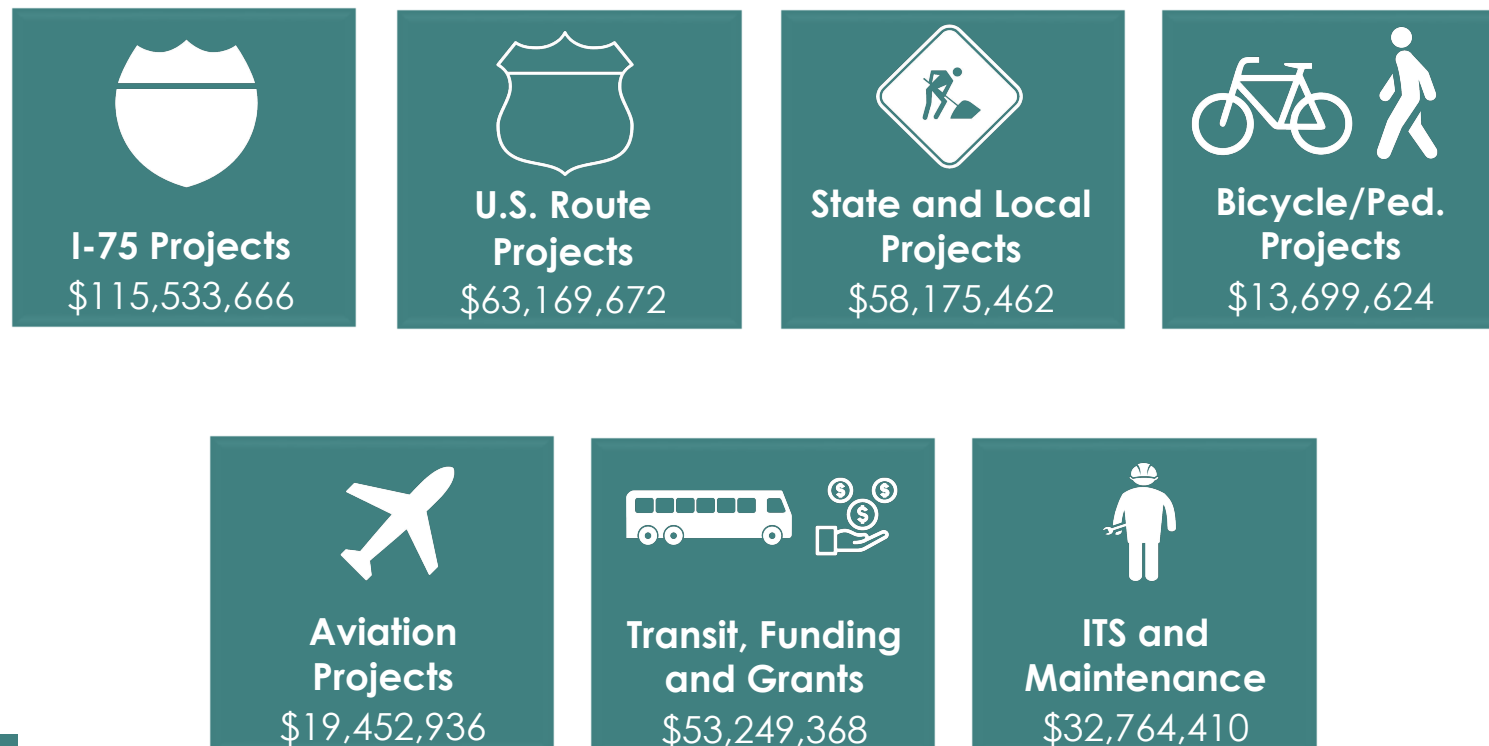 I-75 Projects
$115,533,666
U.S. Route
Projects
$63,169,672
State and Local
Projects
$58,175,462
Bicycle/Ped.
Projects
$13,699,624
Aviation
Projects
$19,452,936
$ $
$
Transit, Funding
and Grants
$53,249,368
ITS and
Maintenance
$32,764,410